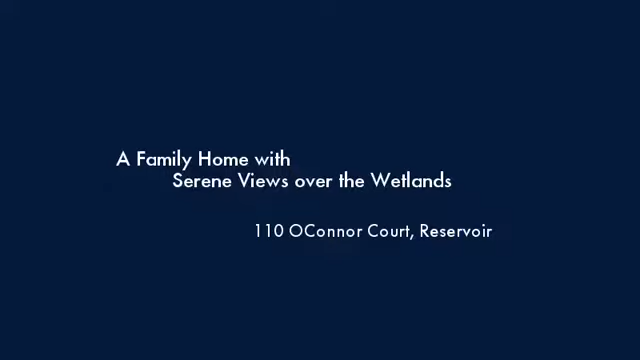 A Family Home with
Serene Views over the Wetlands
110 OConnor Court, Reservoir